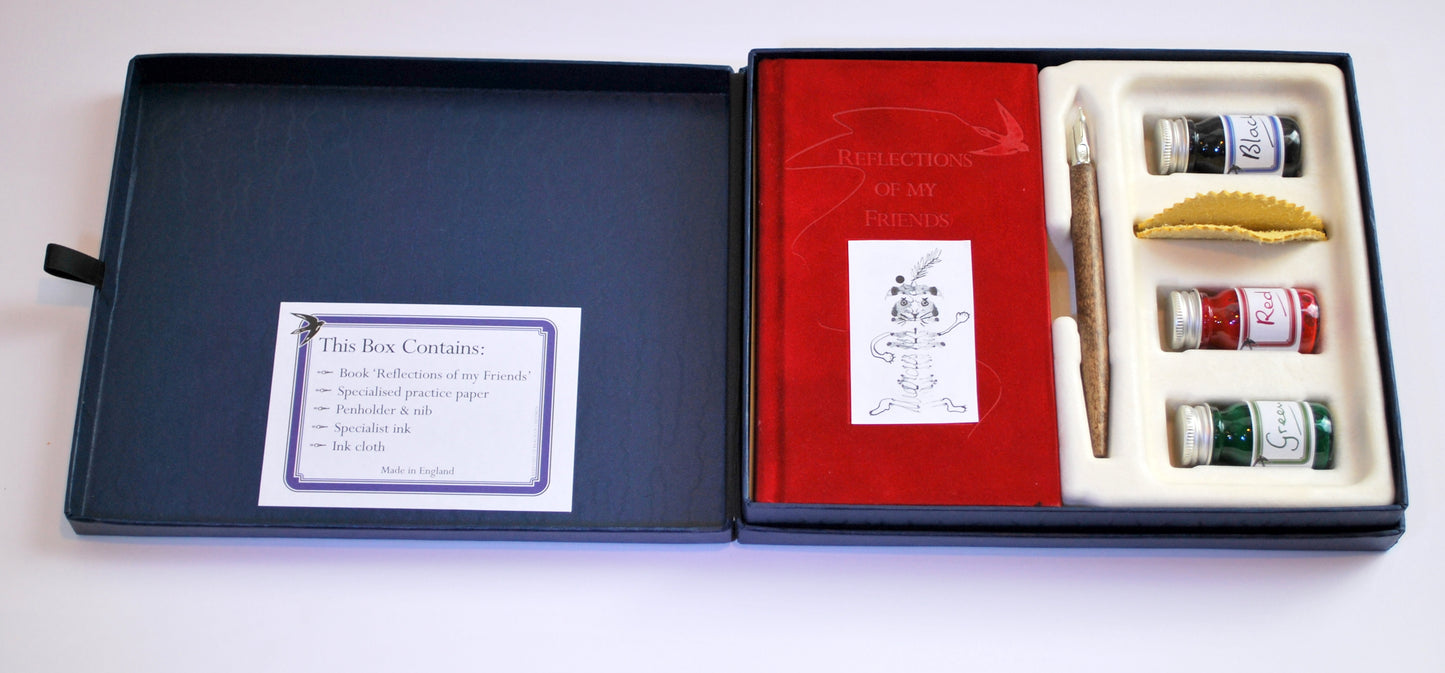 This Box Contains:
Book ‘Reflections of my Friends’
Specialised practice paper
Penholder & nib
Specialist ink
Ink cloth
Made in England
REFLECTIONS
OF MY
FRIENDS
Black
Red
Green